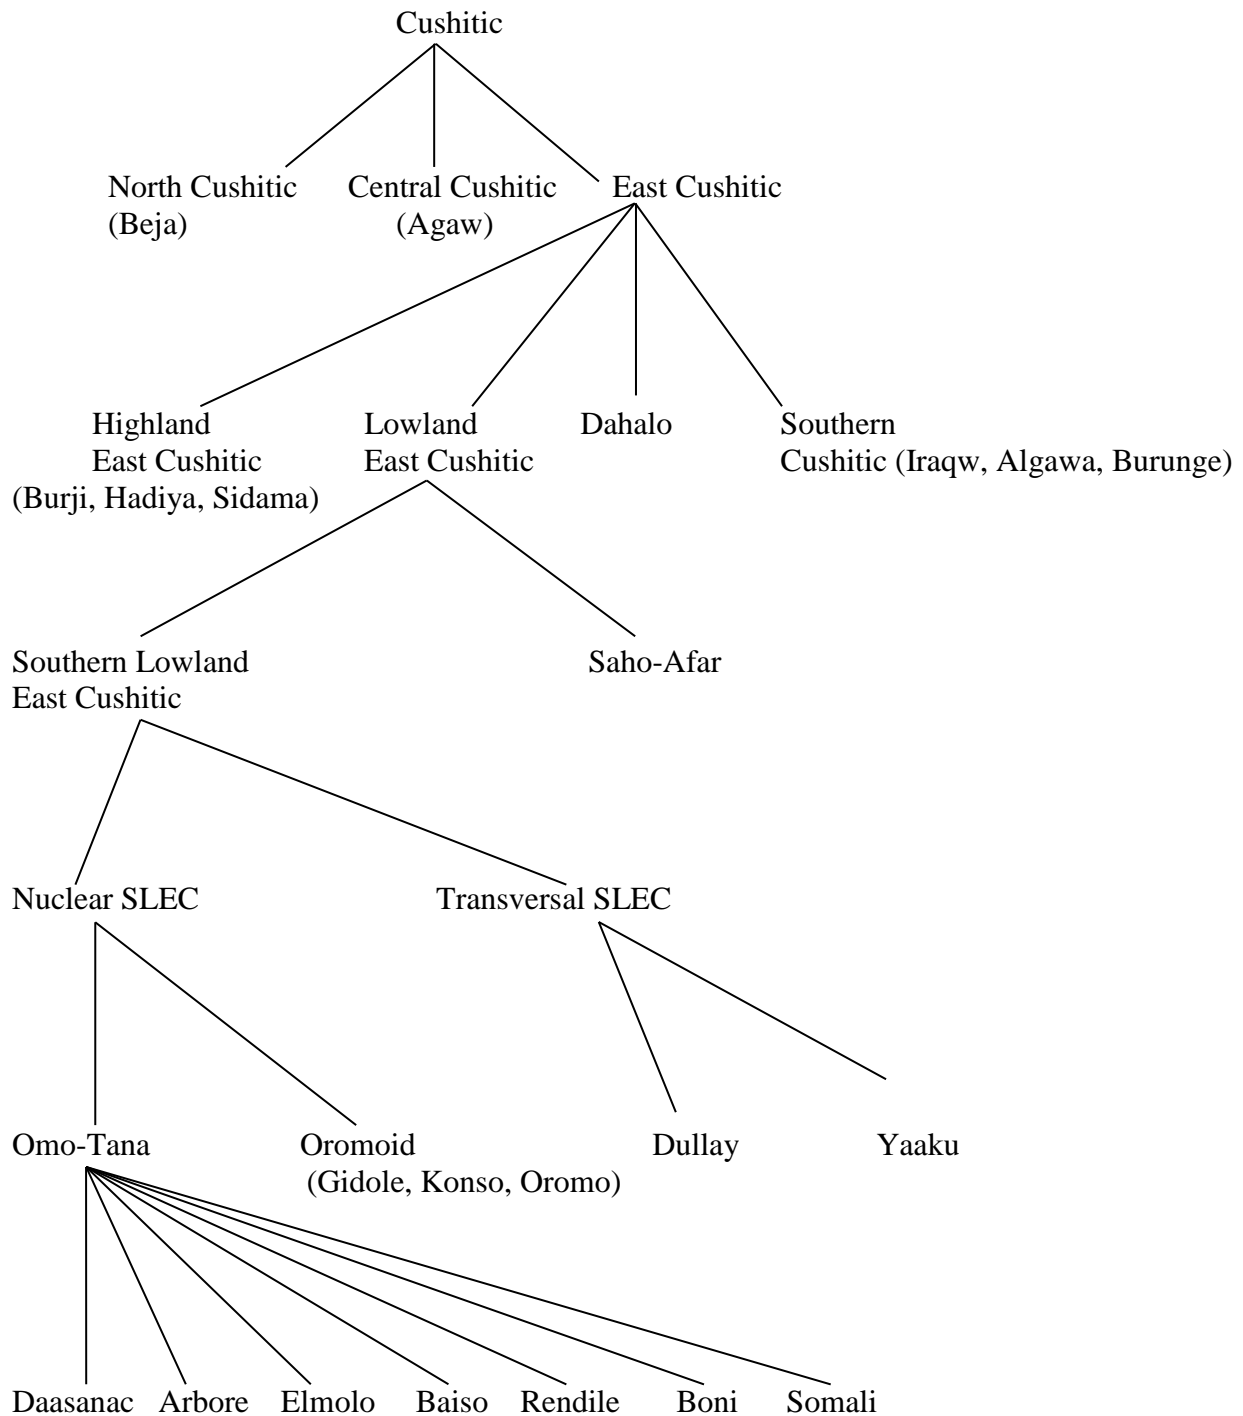 Cushitic
North Cushitic Central Cushitic East Cushitic
(Beja) (Agaw)
Highland Lowland Dahalo Southern
East Cushitic East Cushitic Cushitic (Iraqw, Algawa, Burunge)
(Burji, Hadiya, Sidama)
Southern Lowland Saho-Afar
East Cushitic
Nuclear SLEC Transversal SLEC
Omo-Tana Oromoid Dullay Yaaku
(Gidole, Konso, Oromo)
Daasanac Arbore Elmolo Baiso Rendile Boni Somali